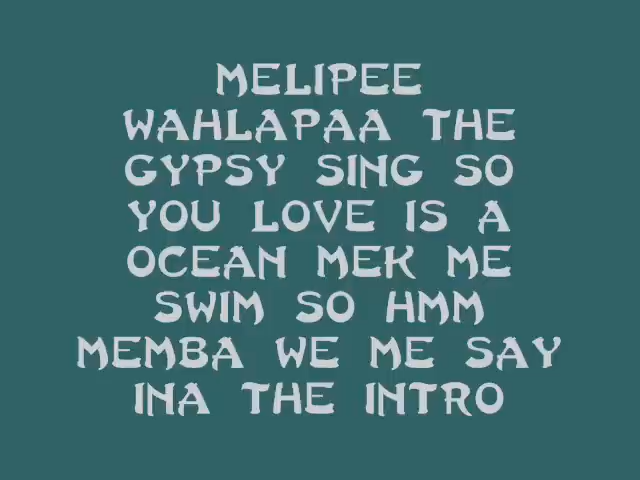 MELIPEE
WAHLAPAA THE
GYPSY SING SO
YOU LOVE IS A
OCEAN MEK ME
SWIM SO HMM
MEMBA WE ME SAY
INA THE INTRO